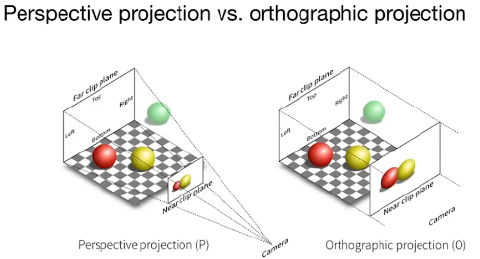 Perspective projection vs. orthographic projection
Far clip plane
Top
Right
Left
Bottom
Near clip plane
Camera
Perspective projection (P)
Far clip plane
Top
Right
Left
Bottom
Near clip plane
Camera
Orthographic projection (O)